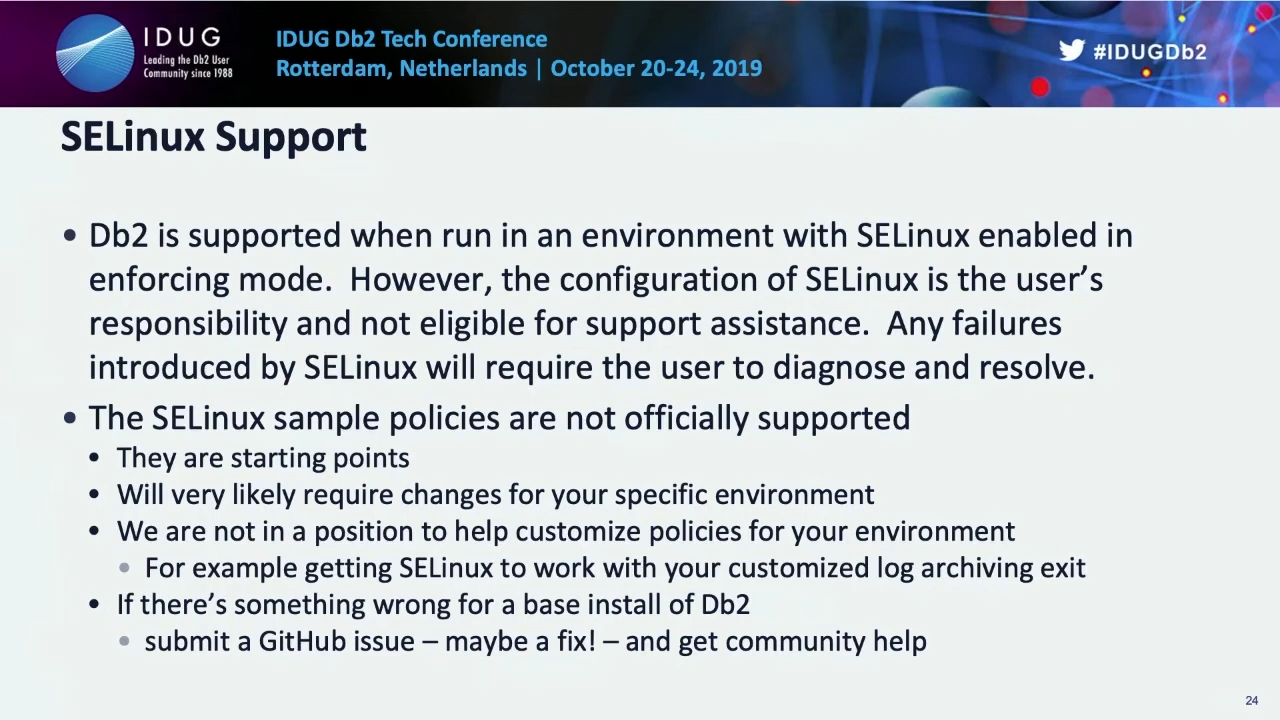 IDUG
Leading the Db2 User
Community since 1988
IDUG Db2 Tech Conference
Rotterdam, Netherlands | October 20-24, 2019
#IDUGDb2
SELinux Support
• Db2 is supported when run in an environment with SELinux enabled in
enforcing mode.  However, the configuration of SELinux is the user’s
responsibility and not eligible for support assistance.  Any failures
introduced by SELinux will require the user to diagnose and resolve.
• The SELinux sample policies are not officially supported
• They are starting points
• Will very likely require changes for your specific environment
• We are not in a position to help customize policies for your environment
• For example getting SELinux to work with your customized log archiving exit
• If there’s something wrong for a base install of Db2
• submit a GitHub issue – maybe a fix! – and get community help
24